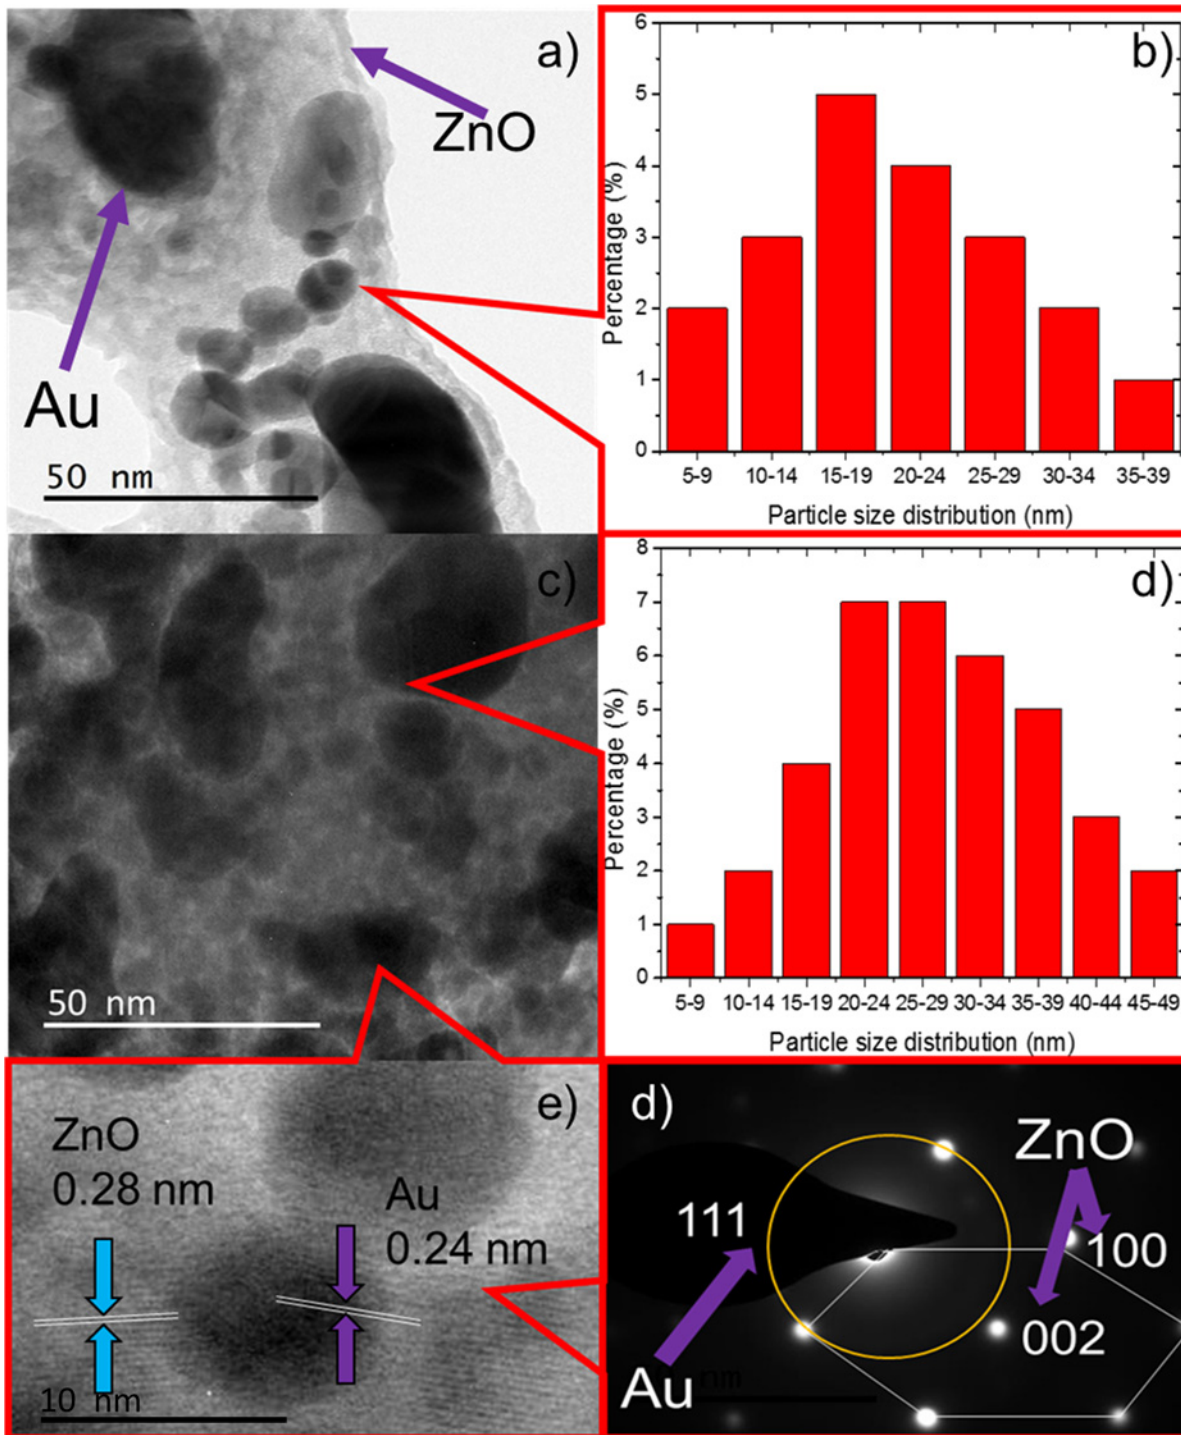 a)
ZnO
Au
50 nm
b)
Percentage (%)
6
5
4
3
2
1
0
5-9 10-14 15-19 20-24 25-29 30-34 35-39
Particle size distribution (nm)
c)
50 nm
d)
Percentage (%)
8
7
6
5
4
3
2
1
0
5-9 10-14 15-19 20-24 25-29 30-34 35-39 40-44 45-49
Particle size distribution (nm)
e)
ZnO
0.28 nm
Au
0.24 nm
10 nm
d)
ZnO
111
100
002
Au